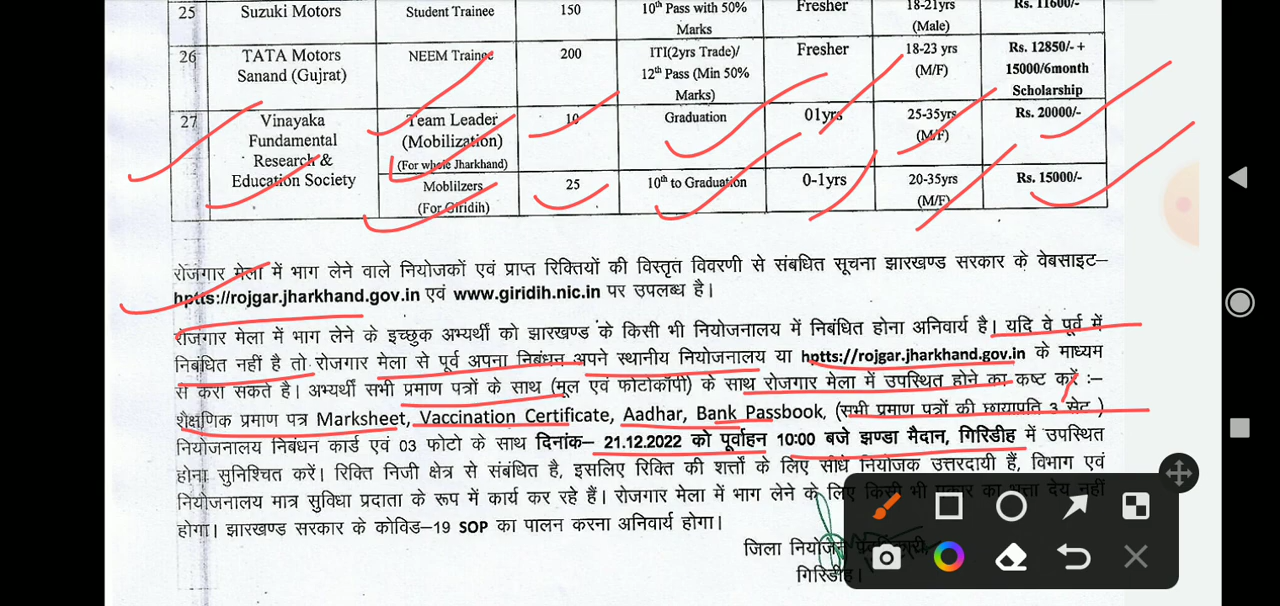 25 Suzuki Motors Student Trainee 150 10th Pass with 50% Marks Fresher 18-21yrs (Male) Rs. 11600/-
26 TATA Motors Sanand (Gujrat) NEEM Trainee 200 ITI(2yrs Trade)/ 12th Pass (Min 50% Marks) Fresher 18-23 yrs (M/F) Rs. 12850/- + 15000/6month Scholarship
27 Vinayaka Fundamental Research & Education Society Team Leader (Mobilization) (For whole Jharkhand) 10 Graduation 01yrs 25-35yrs (M/F) Rs. 20000/-
Moblilzers (For Giridih) 25 10th to Graduation 0-1yrs 20-35yrs (M/F) Rs. 15000/-
रोजगार मेला में भाग लेने वाले नियोजकों एवं प्राप्त रिक्तियों की विस्तृत विवरणी से संबधित सूचना झारखण्ड सरकार के वेबसाइट–
hptts://rojgar.jharkhand.gov.in एवं www.giridih.nic.in पर उपलब्ध है।
रोजगार मेला में भाग लेने के इच्छुक अभ्यर्थी को झारखण्ड के किसी भी नियोजनालय में निबंधित होना अनिवार्य है। यदि वे पूर्व में
निबंधित नहीं है तो रोजगार मेला से पूर्व अपना निबंधन अपने स्थानीय नियोजनालय या hptts://rojgar.jharkhand.gov.in के माध्यम
से करा सकते है। अभ्यर्थी सभी प्रमाण पत्रों के साथ (मूल एवं फोटोकॉपी) के साथ रोजगार मेला में उपस्थित होने का कष्ट करें :–
शैक्षणिक प्रमाण पत्र Marksheet, Vaccination Certificate, Aadhar, Bank Passbook, (सभी प्रमाण पत्रों की छायाप्रति 3 सेट )
नियोजनालय निबंधन कार्ड एवं 03 फोटो के साथ दिनांक– 21.12.2022 को पूर्वाहन 10:00 बजे झण्डा मैदान, गिरिडीह में उपस्थित
होना सुनिश्चित करें। रिक्ति निजी क्षेत्र से संबंधित है, इसलिए रिक्ति की शर्त्तों के लिए सीधे नियोजक उत्तरदायी हैं, विभाग एवं
नियोजनालय मात्र सुविधा प्रदाता के रूप में कार्य कर रहे हैं। रोजगार मेला में भाग लेने के लिए किसी भी प्रकार का भत्ता देय नहीं
होगा। झारखण्ड सरकार के कोविड–19 SOP का पालन करना अनिवार्य होगा।
जिला नियोजन
गिरिडीह।